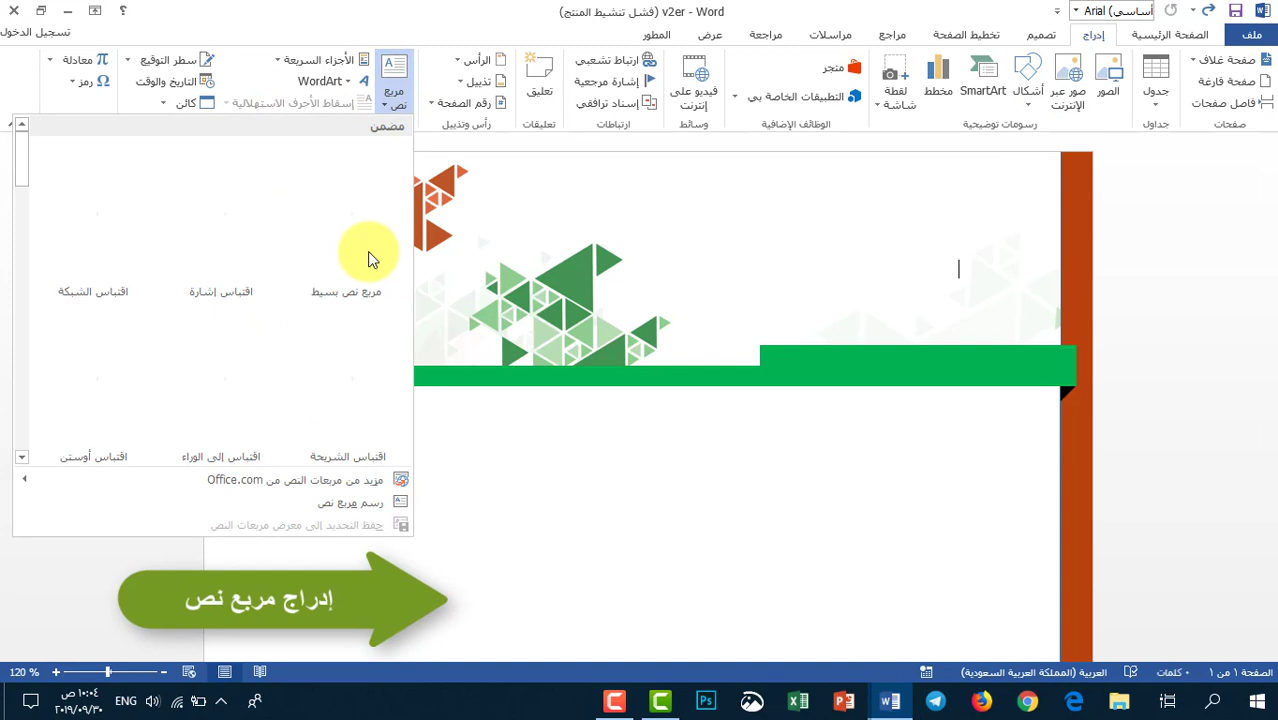 v2er (فشل تنشيط المنتج) - Word
Arial (أساسي
ملف
الصفحة الرئيسية
إدراج
تصميم
تخطيط الصفحة
مراجع
مراسلات
مراجعة
عرض
المطور
تسجيل الدخول
صفحة غلاف
صفحة فارغة
فاصل صفحات
صفحات
جدول
جداول
الصور
صور عبر الإنترنت
أشكال
SmartArt
مخطط
لقطة شاشة
رسومات توضيحية
متجر
التطبيقات الخاصة بي
الوظائف الإضافية
فيديو على إنترنت
وسائط
ارتباط تشعبي
إشارة مرجعية
إسناد ترافقي
ارتباطات
تعليق
تعليقات
الرأس
تذييل
رقم الصفحة
رأس وتذييل
مربع نص
الأجزاء السريعة
WordArt
إسقاط الأحرف الاستهلالية
سطر التوقيع
التاريخ والوقت
كائن
معادلة
رمز
مضمن
مربع نص بسيط
اقتباس إشارة
اقتباس الشبكة
اقتباس الشريحة
اقتباس إلى الوراء
اقتباس أوستن
مزيد من مربعات النص من Office.com
رسم مربع نص
حفظ التحديد إلى معرض مربعات النص
إدراج مربع نص
الصفحة ١ من ١
٠ كلمات
العربية (المملكة العربية السعودية)
120 %
ENG
١٠:٠٤ ص
٢٠١٩/٠٩/٣٠